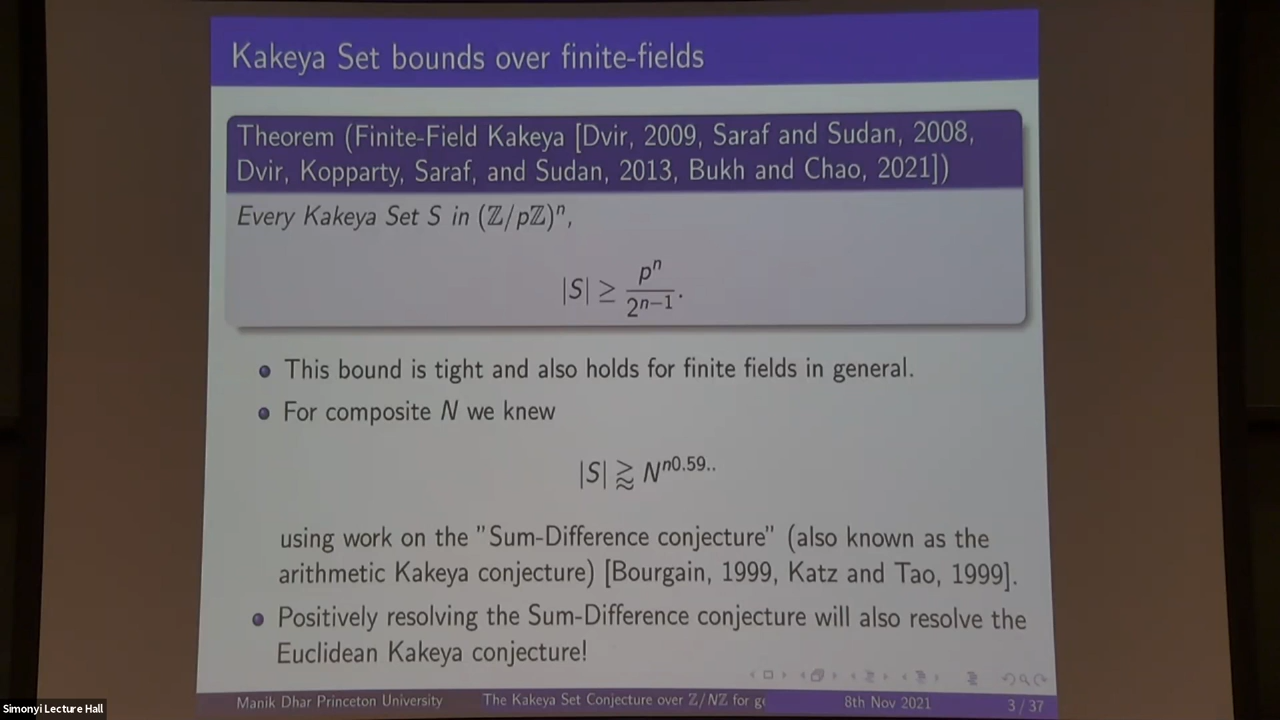 Kakeya Set bounds over finite-fields
Theorem (Finite-Field Kakeya [Dvir, 2009, Saraf and Sudan, 2008,
Dvir, Kopparty, Saraf, and Sudan, 2013, Bukh and Chao, 2021])
Every Kakeya Set S in (ℤ/pℤ)ⁿ,
|S| ≥ pⁿ / 2ⁿ⁻¹.
• This bound is tight and also holds for finite fields in general.
• For composite N we knew
|S| ⪆ N^{n0.59..}
using work on the "Sum-Difference conjecture" (also known as the
arithmetic Kakeya conjecture) [Bourgain, 1999, Katz and Tao, 1999].
• Positively resolving the Sum-Difference conjecture will also resolve the
Euclidean Kakeya conjecture!
Manik Dhar Princeton University The Kakeya Set Conjecture over ℤ/Nℤ for ge 8th Nov 2021 3 / 37
Simonyi Lecture Hall